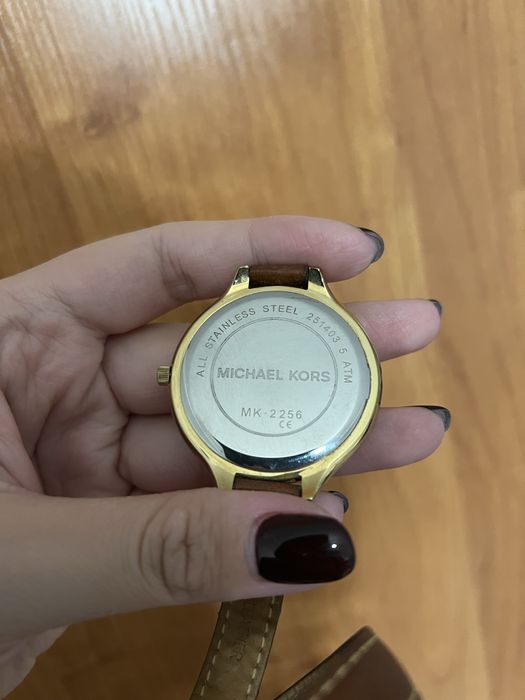 ALL STAINLESS STEEL 251403 5 ATM
MICHAEL KORS
MK-2256
CE